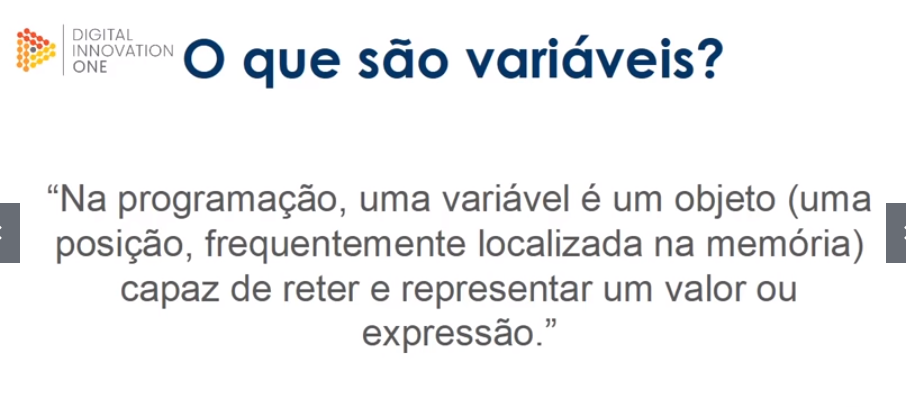 DIGITAL
INNOVATION
ONE
O que são variáveis?
“Na programação, uma variável é um objeto (uma
posição, frequentemente localizada na memória)
capaz de reter e representar um valor ou
expressão.”